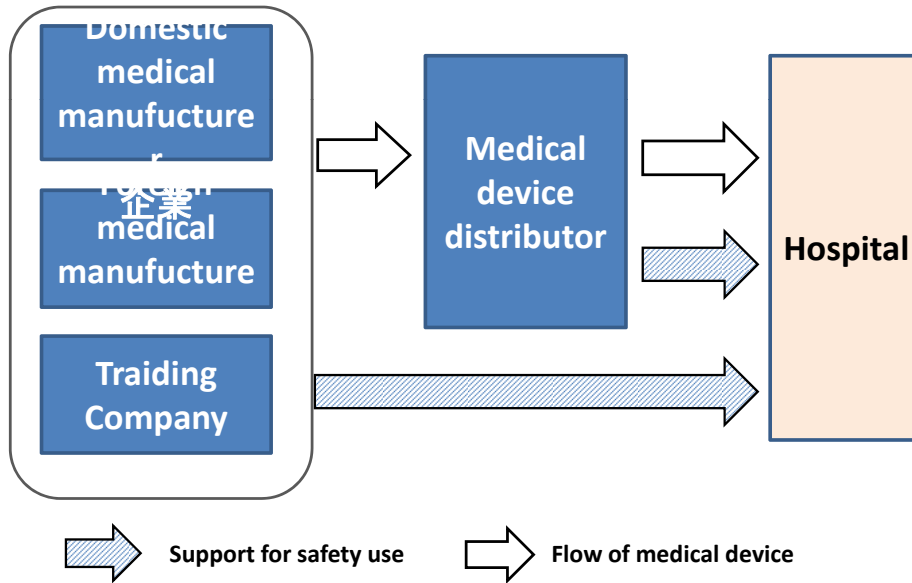 Domestic
medical
manufucture
r
Foreign
企業
medical
manufucture
Traiding
Company
Medical
device
distributor
Hospital
Support for safety use
Flow of medical device